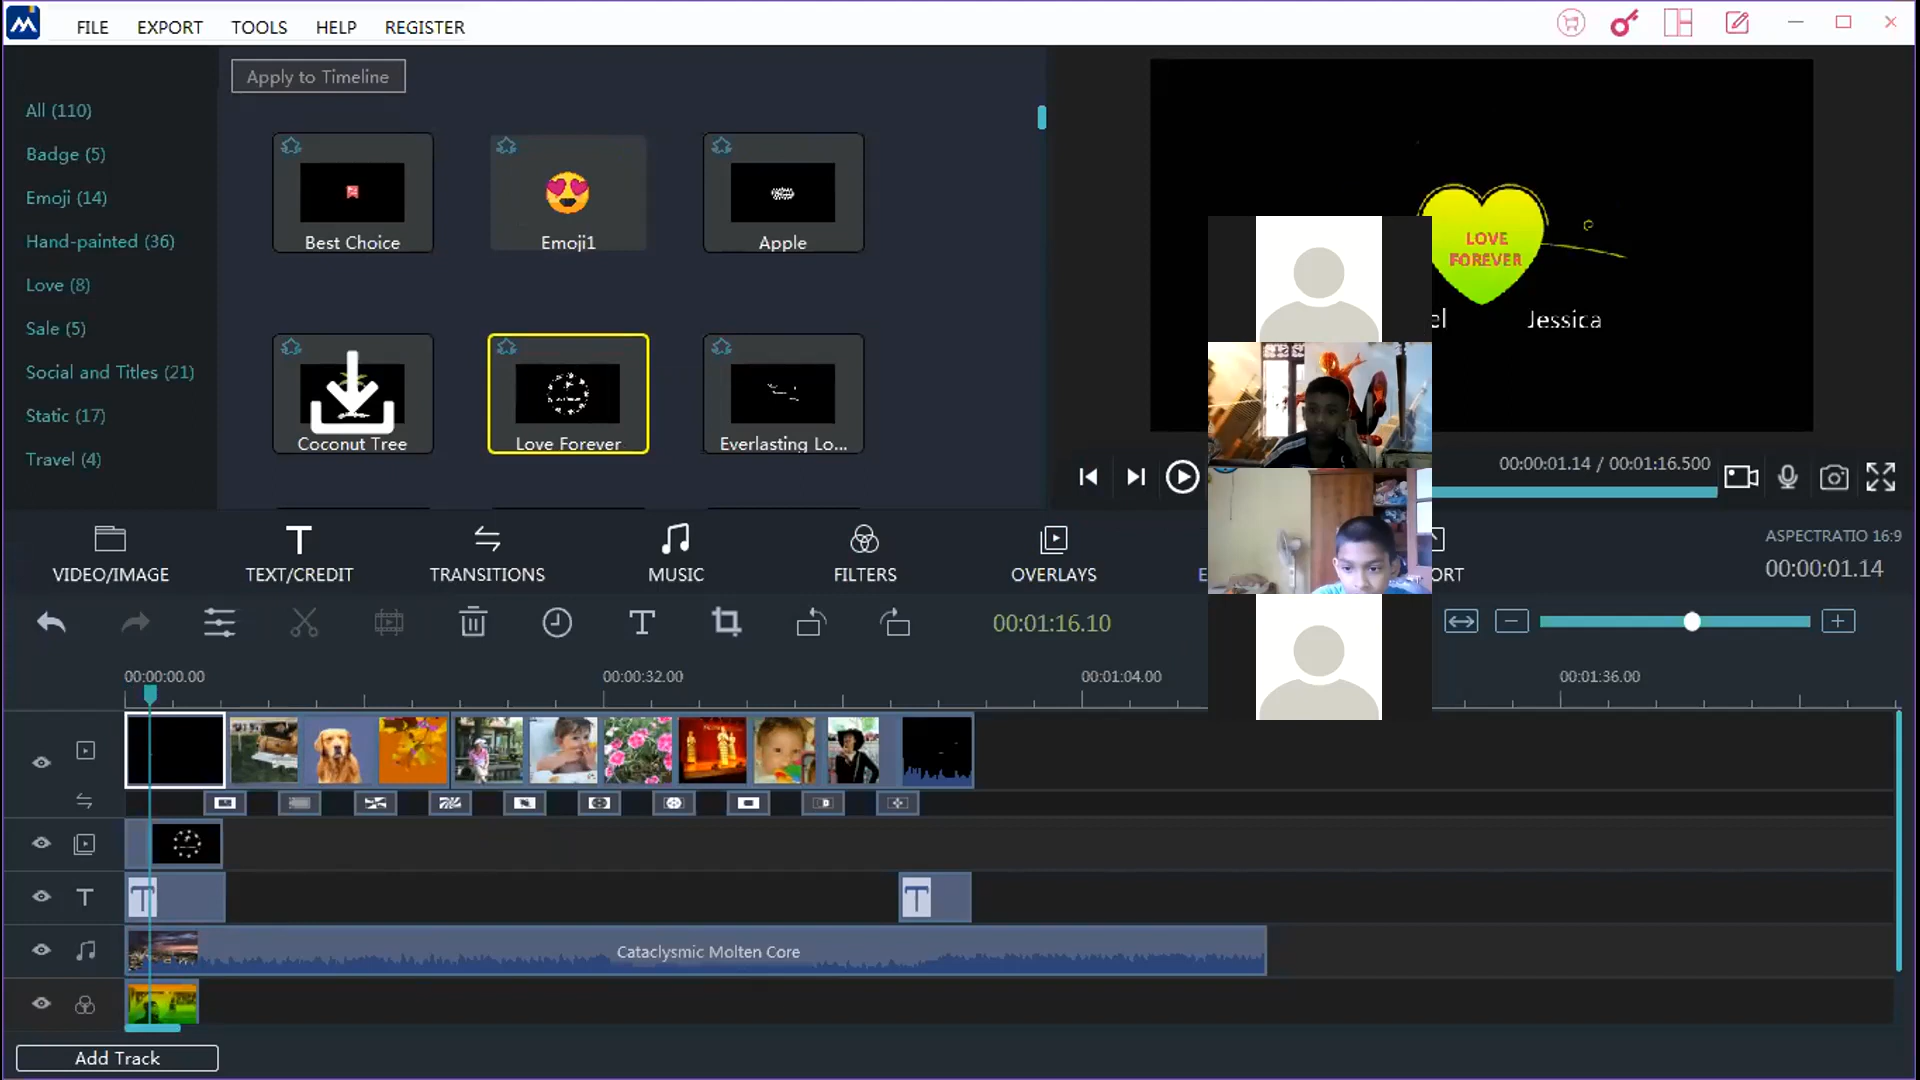 FILE EXPORT TOOLS HELP REGISTER
Apply to Timeline
All (110)
Badge (5)
Emoji (14)
Hand-painted (36)
Love (8)
Sale (5)
Social and Titles (21)
Static (17)
Travel (4)
Best Choice Emoji1 Apple
Coconut Tree Love Forever Everlasting Lo...
LOVE
FOREVER
el Jessica
00:00:01.14 / 00:01:16.500
VIDEO/IMAGE TEXT/CREDIT TRANSITIONS MUSIC FILTERS OVERLAYS E ORT
ASPECTRATIO 16:9
00:00:01.14
00:01:16.10
00:00:00.00 00:00:32.00 00:01:04.00 00:01:36.00
Cataclysmic Molten Core
Add Track